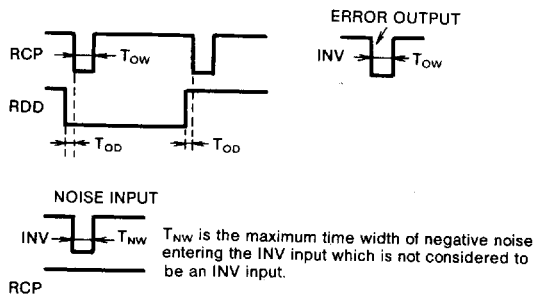 ERROR OUTPUT
RCP
TOW
INV
TOW
RDD
TOD
TOD
NOISE INPUT
INV
TNW
TNW is the maximum time width of negative noise
entering the INV input which is not considered to
be an INV input.
RCP